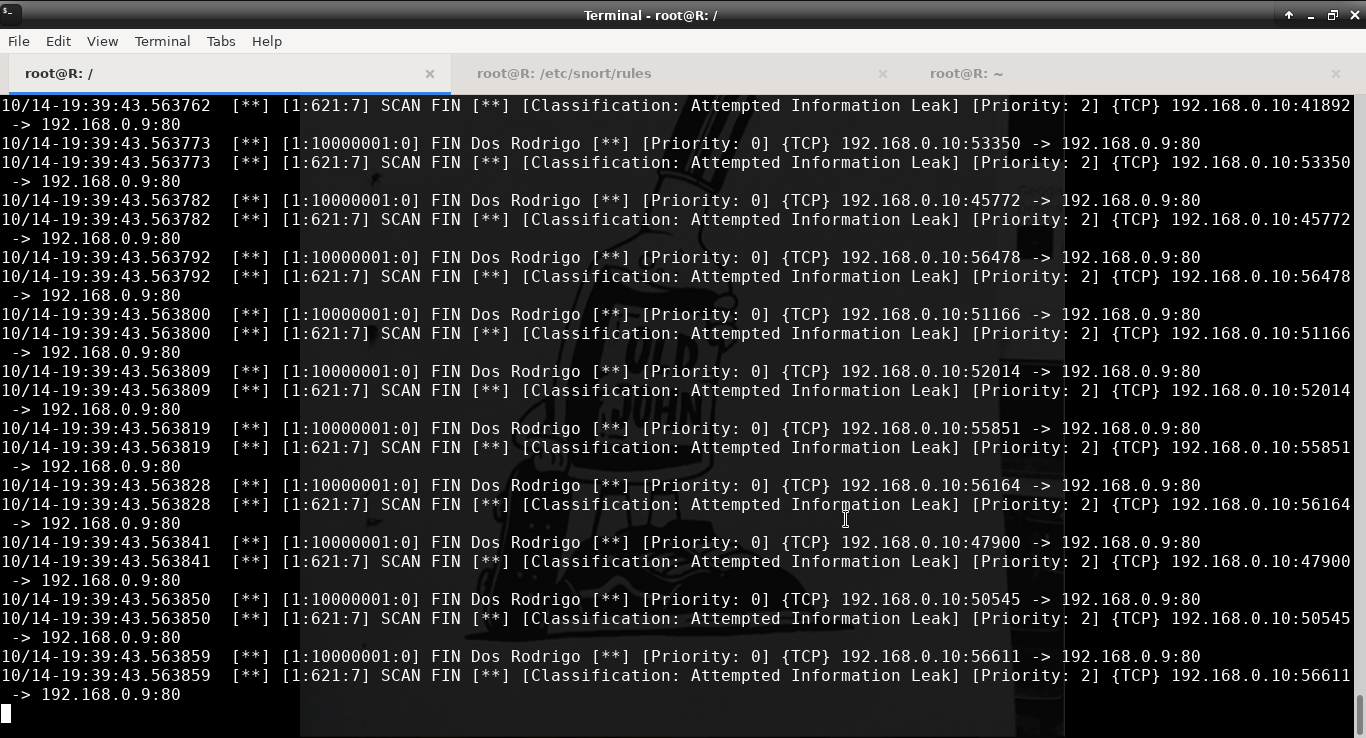 Terminal - root@R: /
File Edit View Terminal Tabs Help
root@R: / root@R: /etc/snort/rules root@R: ~
10/14-19:39:43.563762  [**] [1:621:7] SCAN FIN [**] [Classification: Attempted Information Leak] [Priority: 2] {TCP} 192.168.0.10:41892
 -> 192.168.0.9:80
10/14-19:39:43.563773  [**] [1:10000001:0] FIN Dos Rodrigo [**] [Priority: 0] {TCP} 192.168.0.10:53350 -> 192.168.0.9:80
10/14-19:39:43.563773  [**] [1:621:7] SCAN FIN [**] [Classification: Attempted Information Leak] [Priority: 2] {TCP} 192.168.0.10:53350
 -> 192.168.0.9:80
10/14-19:39:43.563782  [**] [1:10000001:0] FIN Dos Rodrigo [**] [Priority: 0] {TCP} 192.168.0.10:45772 -> 192.168.0.9:80
10/14-19:39:43.563782  [**] [1:621:7] SCAN FIN [**] [Classification: Attempted Information Leak] [Priority: 2] {TCP} 192.168.0.10:45772
 -> 192.168.0.9:80
10/14-19:39:43.563792  [**] [1:10000001:0] FIN Dos Rodrigo [**] [Priority: 0] {TCP} 192.168.0.10:56478 -> 192.168.0.9:80
10/14-19:39:43.563792  [**] [1:621:7] SCAN FIN [**] [Classification: Attempted Information Leak] [Priority: 2] {TCP} 192.168.0.10:56478
 -> 192.168.0.9:80
10/14-19:39:43.563800  [**] [1:10000001:0] FIN Dos Rodrigo [**] [Priority: 0] {TCP} 192.168.0.10:51166 -> 192.168.0.9:80
10/14-19:39:43.563800  [**] [1:621:7] SCAN FIN [**] [Classification: Attempted Information Leak] [Priority: 2] {TCP} 192.168.0.10:51166
 -> 192.168.0.9:80
10/14-19:39:43.563809  [**] [1:10000001:0] FIN Dos Rodrigo [**] [Priority: 0] {TCP} 192.168.0.10:52014 -> 192.168.0.9:80
10/14-19:39:43.563809  [**] [1:621:7] SCAN FIN [**] [Classification: Attempted Information Leak] [Priority: 2] {TCP} 192.168.0.10:52014
 -> 192.168.0.9:80
10/14-19:39:43.563819  [**] [1:10000001:0] FIN Dos Rodrigo [**] [Priority: 0] {TCP} 192.168.0.10:55851 -> 192.168.0.9:80
10/14-19:39:43.563819  [**] [1:621:7] SCAN FIN [**] [Classification: Attempted Information Leak] [Priority: 2] {TCP} 192.168.0.10:55851
 -> 192.168.0.9:80
10/14-19:39:43.563828  [**] [1:10000001:0] FIN Dos Rodrigo [**] [Priority: 0] {TCP} 192.168.0.10:56164 -> 192.168.0.9:80
10/14-19:39:43.563828  [**] [1:621:7] SCAN FIN [**] [Classification: Attempted Information Leak] [Priority: 2] {TCP} 192.168.0.10:56164
 -> 192.168.0.9:80
10/14-19:39:43.563841  [**] [1:10000001:0] FIN Dos Rodrigo [**] [Priority: 0] {TCP} 192.168.0.10:47900 -> 192.168.0.9:80
10/14-19:39:43.563841  [**] [1:621:7] SCAN FIN [**] [Classification: Attempted Information Leak] [Priority: 2] {TCP} 192.168.0.10:47900
 -> 192.168.0.9:80
10/14-19:39:43.563850  [**] [1:10000001:0] FIN Dos Rodrigo [**] [Priority: 0] {TCP} 192.168.0.10:50545 -> 192.168.0.9:80
10/14-19:39:43.563850  [**] [1:621:7] SCAN FIN [**] [Classification: Attempted Information Leak] [Priority: 2] {TCP} 192.168.0.10:50545
 -> 192.168.0.9:80
10/14-19:39:43.563859  [**] [1:10000001:0] FIN Dos Rodrigo [**] [Priority: 0] {TCP} 192.168.0.10:56611 -> 192.168.0.9:80
10/14-19:39:43.563859  [**] [1:621:7] SCAN FIN [**] [Classification: Attempted Information Leak] [Priority: 2] {TCP} 192.168.0.10:56611
 -> 192.168.0.9:80
OLD
JOHN